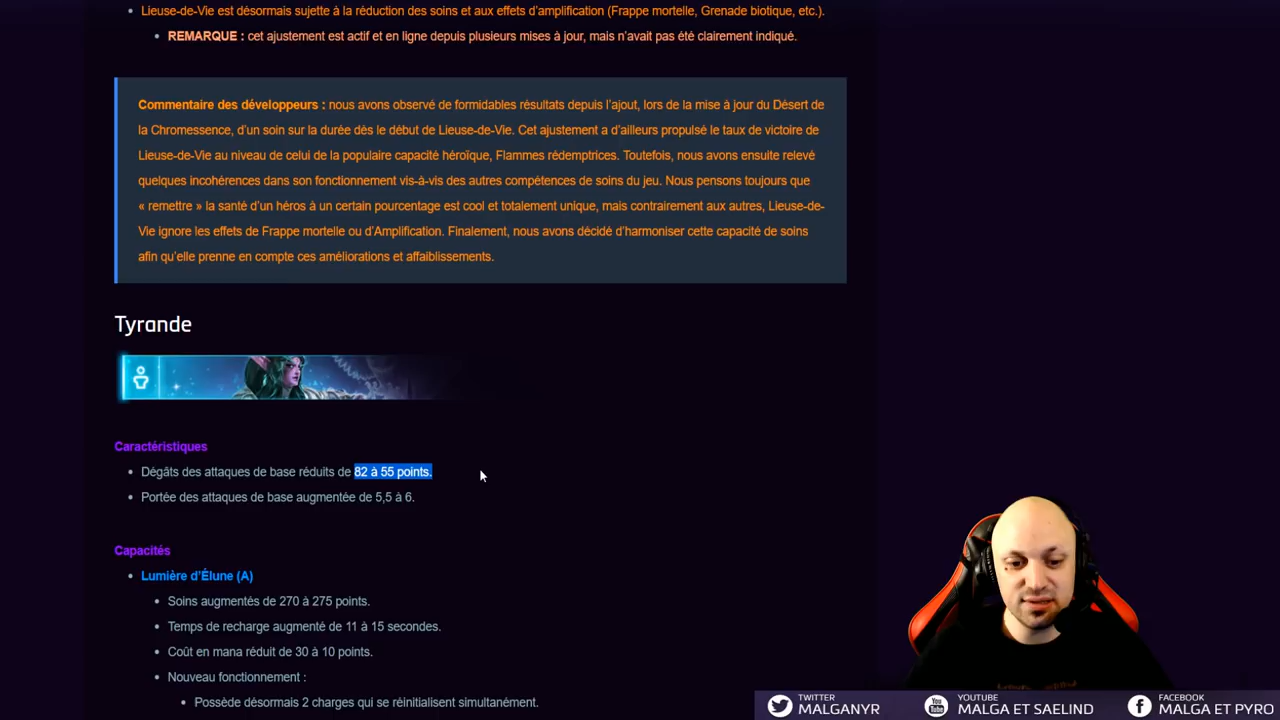 Lieuse-de-Vie est désormais sujette à la réduction des soins et aux effets d'amplification (Frappe mortelle, Grenade biotique, etc.).
REMARQUE : cet ajustement est actif et en ligne depuis plusieurs mises à jour, mais n'avait pas été clairement indiqué.
Commentaire des développeurs : nous avons observé de formidables résultats depuis l'ajout, lors de la mise à jour du Désert de
la Chromessence, d'un soin sur la durée dès le début de Lieuse-de-Vie. Cet ajustement a d'ailleurs propulsé le taux de victoire de
Lieuse-de-Vie au niveau de celui de la populaire capacité héroïque, Flammes rédemptrices. Toutefois, nous avons ensuite relevé
quelques incohérences dans son fonctionnement vis-à-vis des autres compétences de soins du jeu. Nous pensons toujours que
« remettre » la santé d'un héros à un certain pourcentage est cool et totalement unique, mais contrairement aux autres, Lieuse-de-
Vie ignore les effets de Frappe mortelle ou d'Amplification. Finalement, nous avons décidé d'harmoniser cette capacité de soins
afin qu'elle prenne en compte ces améliorations et affaiblissements.
Tyrande
Caractéristiques
Dégâts des attaques de base réduits de 82 à 55 points.
Portée des attaques de base augmentée de 5,5 à 6.
Capacités
Lumière d'Élune (A)
Soins augmentés de 270 à 275 points.
Temps de recharge augmenté de 11 à 15 secondes.
Coût en mana réduit de 30 à 10 points.
Nouveau fonctionnement :
Possède désormais 2 charges qui se réinitialisent simultanément.
TWITTER
MALGANYR
YOUTUBE
MALGA ET SAELIND
FACEBOOK
MALGA ET PYRO